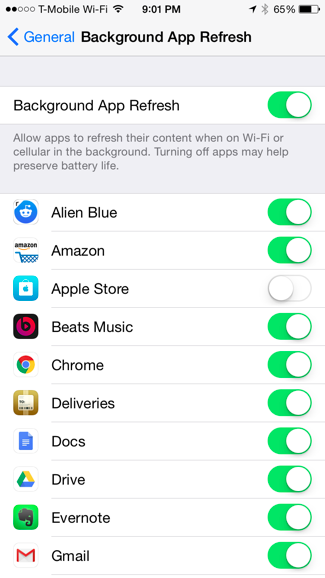 T-Mobile Wi-Fi 9:01 PM 65%
General Background App Refresh
Background App Refresh
Allow apps to refresh their content when on Wi-Fi or
cellular in the background. Turning off apps may help
preserve battery life.
Alien Blue
amazon
Amazon
Apple Store
Beats Music
Chrome
Deliveries
Docs
Drive
Evernote
Gmail